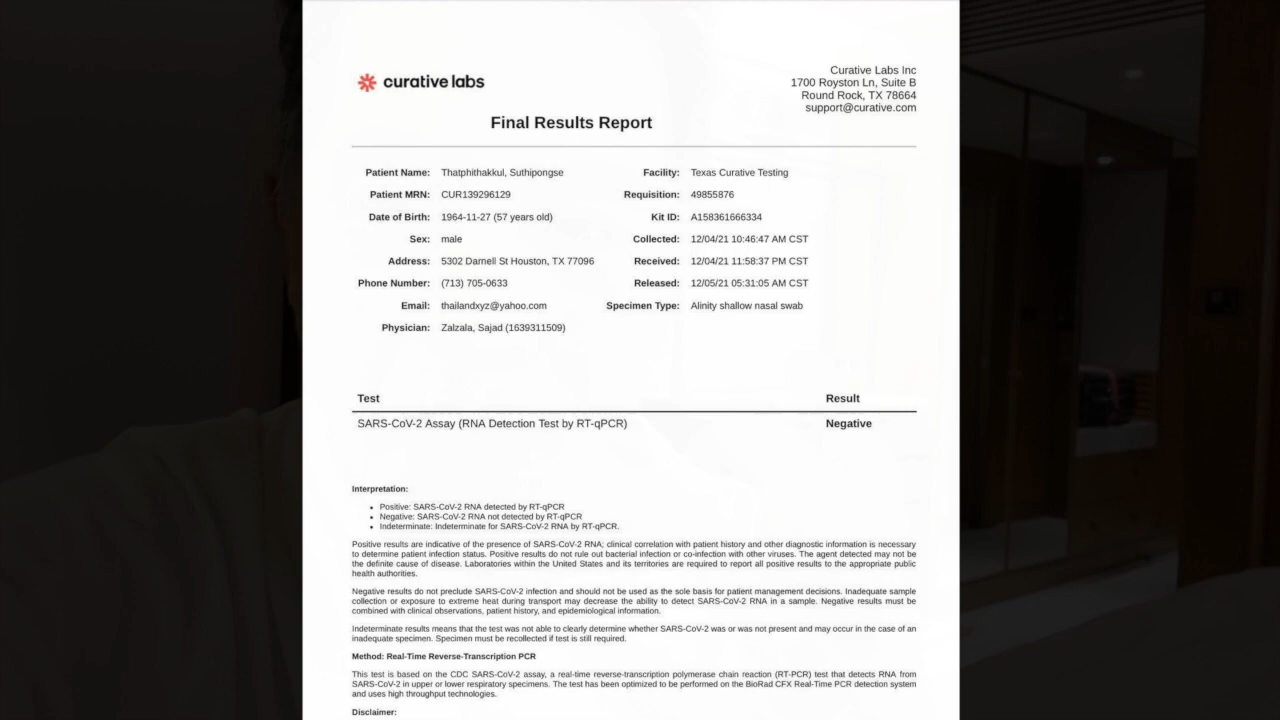 curative labs
Curative Labs Inc
1700 Royston Ln, Suite B
Round Rock, TX 78664
support@curative.com
Final Results Report
Patient Name: Thatphithakkul, Suthipongse
Facility: Texas Curative Testing
Patient MRN: CUR139296129
Requisition: 49855876
Date of Birth: 1964-11-27 (57 years old)
Kit ID: A158361666334
Sex: male
Collected: 12/04/21 10:46:47 AM CST
Address: 5302 Darnell St Houston, TX 77096
Received: 12/04/21 11:58:37 PM CST
Phone Number: (713) 705-0633
Released: 12/05/21 05:31:05 AM CST
Email: thailandxyz@yahoo.com
Specimen Type: Alinity shallow nasal swab
Physician: Zalzala, Sajad (1639311509)
Test Result
SARS-CoV-2 Assay (RNA Detection Test by RT-qPCR) Negative
Interpretation:
• Positive: SARS-CoV-2 RNA detected by RT-qPCR
• Negative: SARS-CoV-2 RNA not detected by RT-qPCR
• Indeterminate: Indeterminate for SARS-CoV-2 RNA by RT-qPCR.
Positive results are indicative of the presence of SARS-CoV-2 RNA; clinical correlation with patient history and other diagnostic information is necessary
to determine patient infection status. Positive results do not rule out bacterial infection or co-infection with other viruses. The agent detected may not be
the definite cause of disease. Laboratories within the United States and its territories are required to report all positive results to the appropriate public
health authorities.
Negative results do not preclude SARS-CoV-2 infection and should not be used as the sole basis for patient management decisions. Inadequate sample
collection or exposure to extreme heat during transport may decrease the ability to detect SARS-CoV-2 RNA in a sample. Negative results must be
combined with clinical observations, patient history, and epidemiological information.
Indeterminate results means that the test was not able to clearly determine whether SARS-CoV-2 was or was not present and may occur in the case of an
inadequate specimen. Specimen must be recollected if test is still required.
Method: Real-Time Reverse-Transcription PCR
This test is based on the CDC SARS-CoV-2 assay, a real-time reverse-transcription polymerase chain reaction (RT-PCR) test that detects RNA from
SARS-CoV-2 in upper or lower respiratory specimens. The test has been optimized to be performed on the BioRad CFX Real-Time PCR detection system
and uses high throughput technologies.
Disclaimer: